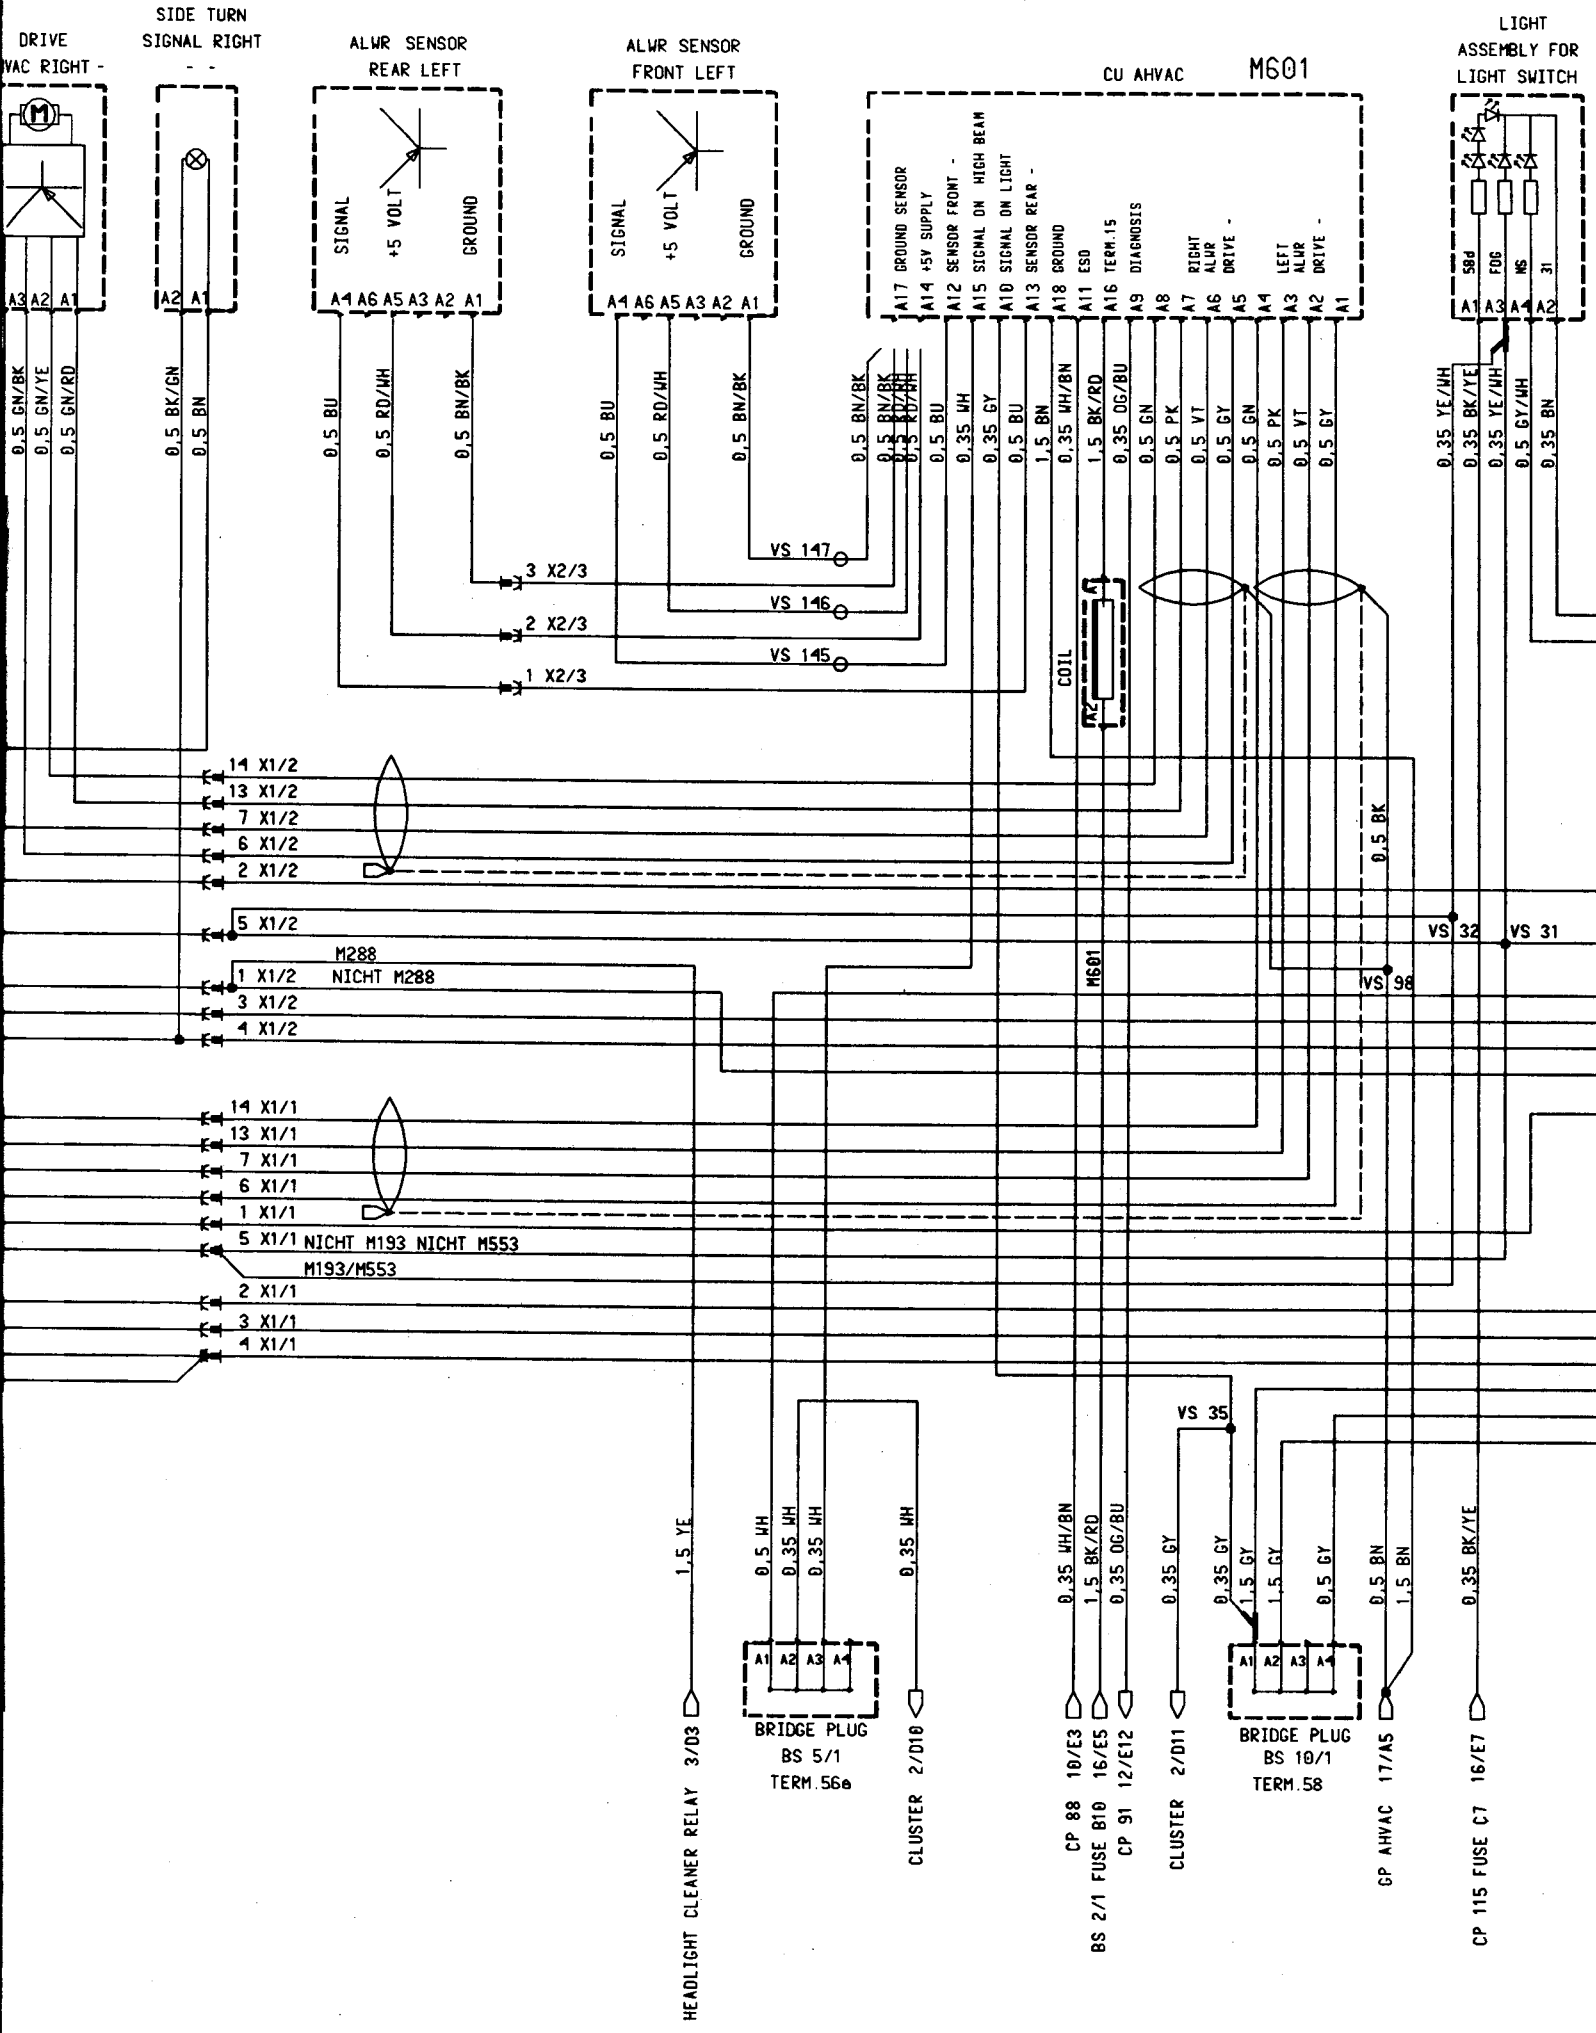 DRIVE
VAC RIGHT -
SIDE TURN
SIGNAL RIGHT
- -
ALWR SENSOR
REAR LEFT
ALWR SENSOR
FRONT LEFT
CU AHVAC
M601
LIGHT
ASSEMBLY FOR
LIGHT SWITCH
M
SIGNAL
+5 VOLT
GROUND
SIGNAL
+5 VOLT
GROUND
GROUND SENSOR
+5V SUPPLY
SENSOR FRONT -
SIGNAL ON HIGH BEAM
SIGNAL ON LIGHT
SENSOR REAR -
GROUND
ESO
TERM.15
DIAGNOSIS
RIGHT
ALWR
DRIVE -
LEFT
ALWR
DRIVE -
58d
FOG
NS
31
A3 A2 A1
A2 A1
A4 A6 A5 A3 A2 A1
A4 A6 A5 A3 A2 A1
A17 A14 A12 A15 A10 A13 A18 A11 A16 A9 A8 A7 A6 A5 A4 A3 A2 A1
A1 A3 A4 A2
0,5 GN/BK
0,5 GN/YE
0,5 GN/RD
0,5 BK/GN
0,5 BN
0,5 BU
0,5 RD/WH
0,5 BN/BK
0,5 BU
0,5 RD/WH
0,5 BN/BK
0,5 BN/BK
0,5 BN/BK
0,5 RD/WH
0,5 RD/WH
0,5 BU
0,35 WH
0,35 GY
0,5 BU
1,5 BN
0,35 WH/BN
1,5 BK/RD
0,35 OG/BU
0,5 GN
0,5 PK
0,5 VT
0,5 GY
0,5 GN
0,5 PK
0,5 VT
0,5 GY
0,35 YE/WH
0,35 BK/YE
0,35 YE/WH
0,5 GY/WH
0,35 BN
VS 147
3 X2/3
VS 146
2 X2/3
VS 145
1 X2/3
COIL
A1
A2
14 X1/2
13 X1/2
7 X1/2
6 X1/2
2 X1/2
0,5 BK
5 X1/2
VS 32
VS 31
M288
1 X1/2 NICHT M288
M601
VS 98
3 X1/2
4 X1/2
14 X1/1
13 X1/1
7 X1/1
6 X1/1
1 X1/1
5 X1/1 NICHT M193 NICHT M553
M193/M553
2 X1/1
3 X1/1
4 X1/1
VS 35
1,5 YE
0,5 WH
0,35 WH
0,35 WH
0,35 WH
0,35 WH/BN
1,5 BK/RD
0,35 OG/BU
0,35 GY
0,35 GY
1,5 GY
1,5 GY
0,5 GY
0,5 BN
1,5 BN
0,35 BK/YE
A1 A2 A3 A4
A1 A2 A3 A4
BRIDGE PLUG
BS 5/1
TERM.56a
BRIDGE PLUG
BS 10/1
TERM.58
HEADLIGHT CLEANER RELAY 3/D3
CLUSTER 2/D10
CP 88 10/E3
BS 2/1 FUSE B10 16/E5
CP 91 12/E12
CLUSTER 2/D11
GP AHVAC 17/A5
CP 115 FUSE C7 16/E7